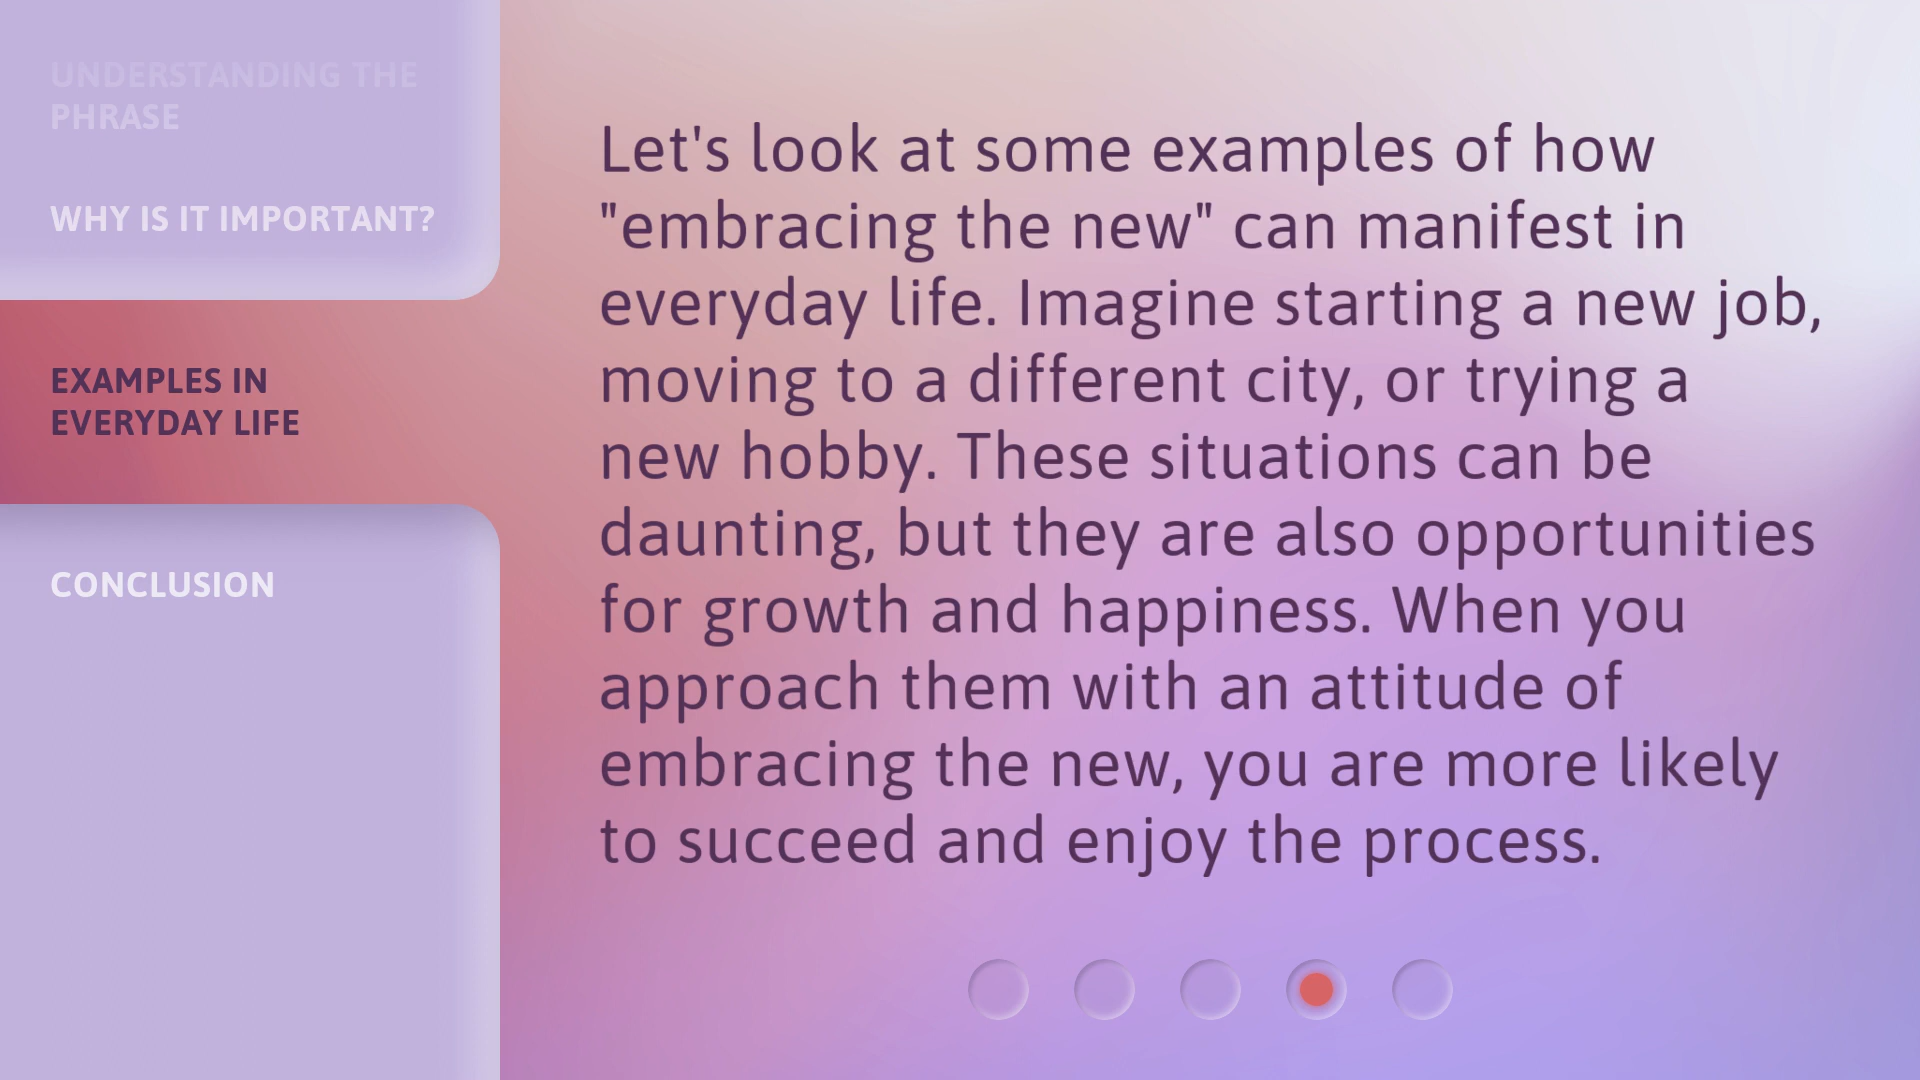 UNDERSTANDING THE
PHRASE
WHY IS IT IMPORTANT?
EXAMPLES IN
EVERYDAY LIFE
CONCLUSION
Let's look at some examples of how
"embracing the new" can manifest in
everyday life. Imagine starting a new job,
moving to a different city, or trying a
new hobby. These situations can be
daunting, but they are also opportunities
for growth and happiness. When you
approach them with an attitude of
embracing the new, you are more likely
to succeed and enjoy the process.